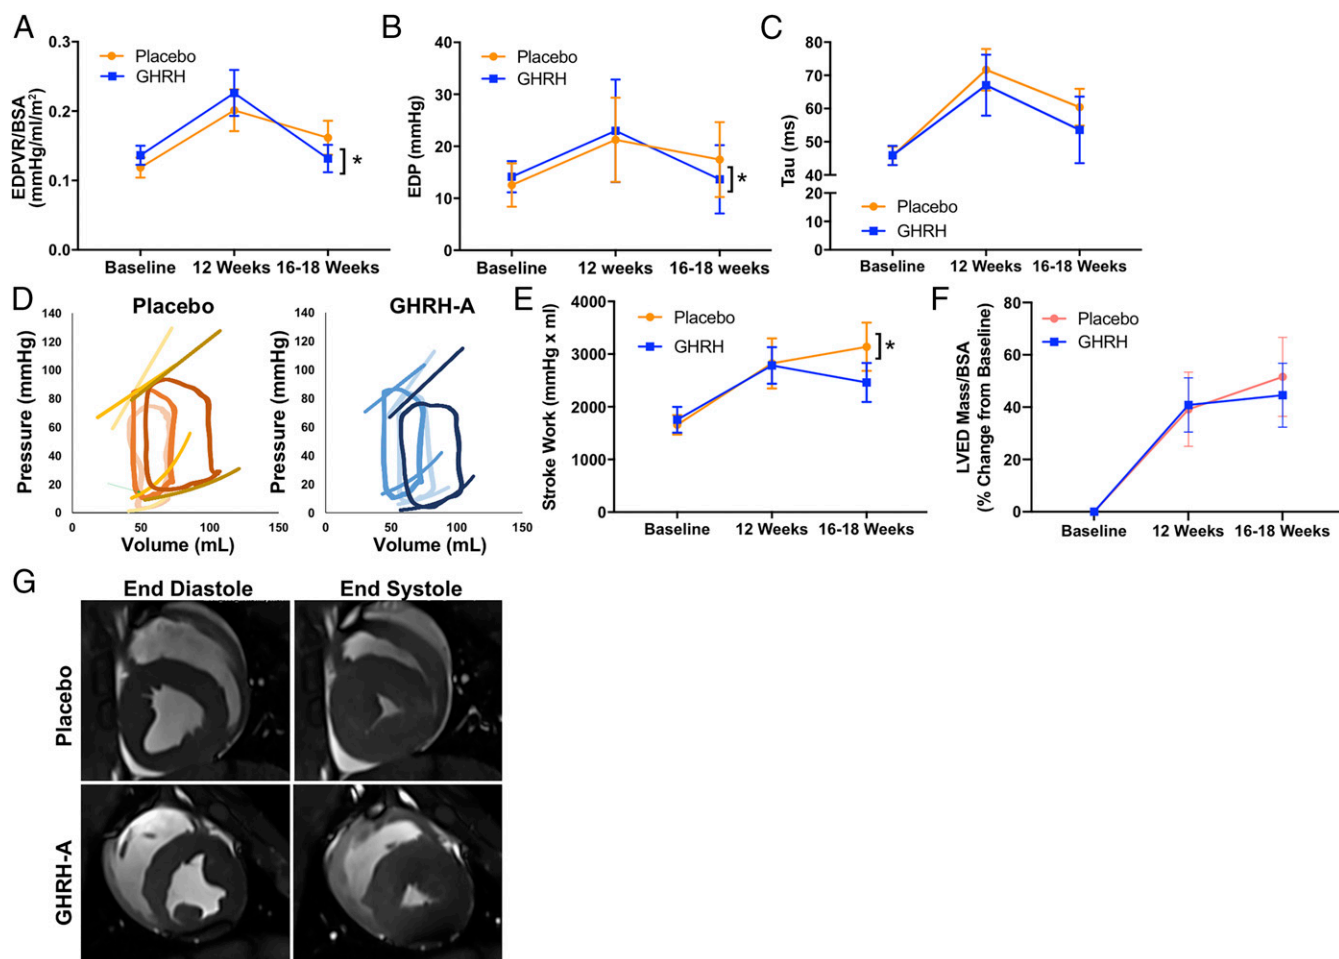 A
EDPVR/BSA
(mmHg/ml/ml/m²)
0.3
0.2
0.1
0.0
Placebo
GHRH
*
Baseline
12 Weeks
16-18 Weeks
B
EDP (mmHg)
40
30
20
10
0
Placebo
GHRH
*
Baseline
12 weeks
16-18 weeks
C
Tau (ms)
80
70
60
50
40
20
10
0
Placebo
GHRH
Baseline
12 Weeks
16-18 Weeks
D
Placebo
Pressure (mmHg)
140
120
100
80
60
40
20
0
0
50
100
150
Volume (mL)
GHRH-A
Pressure (mmHg)
140
120
100
80
60
40
20
0
0
50
100
150
Volume (mL)
E
Stroke Work (mmHg x ml)
4000
3000
2000
1000
0
Placebo
GHRH
*
Baseline
12 Weeks
16-18 Weeks
F
LVED Mass/BSA
(% Change from Baseline)
80
60
40
20
0
Placebo
GHRH
Baseline
12 Weeks
16-18 Weeks
G
End Diastole
End Systole
Placebo
GHRH-A